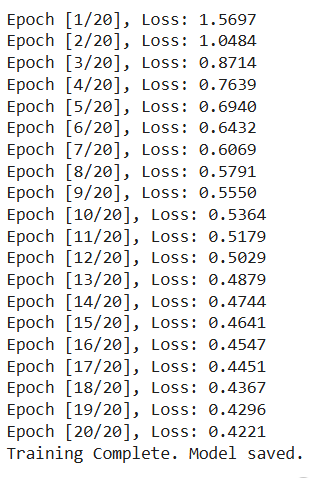 Epoch [1/20], Loss: 1.5697
Epoch [2/20], Loss: 1.0484
Epoch [3/20], Loss: 0.8714
Epoch [4/20], Loss: 0.7639
Epoch [5/20], Loss: 0.6940
Epoch [6/20], Loss: 0.6432
Epoch [7/20], Loss: 0.6069
Epoch [8/20], Loss: 0.5791
Epoch [9/20], Loss: 0.5550
Epoch [10/20], Loss: 0.5364
Epoch [11/20], Loss: 0.5179
Epoch [12/20], Loss: 0.5029
Epoch [13/20], Loss: 0.4879
Epoch [14/20], Loss: 0.4744
Epoch [15/20], Loss: 0.4641
Epoch [16/20], Loss: 0.4547
Epoch [17/20], Loss: 0.4451
Epoch [18/20], Loss: 0.4367
Epoch [19/20], Loss: 0.4296
Epoch [20/20], Loss: 0.4221
Training Complete. Model saved.